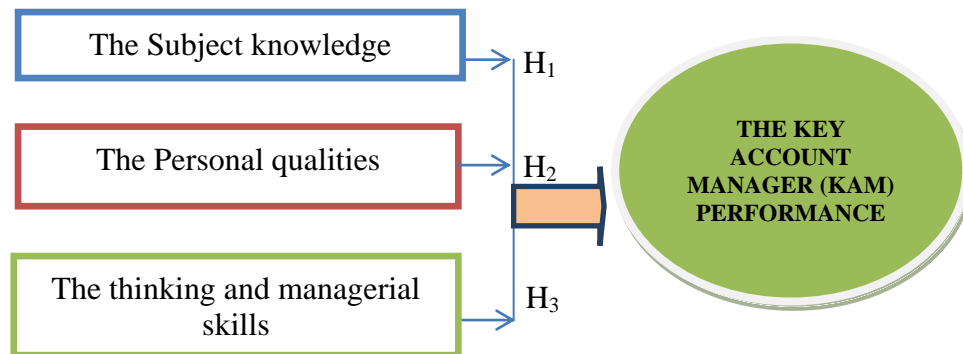 The Subject knowledge
H₁
The Personal qualities
H₂
The thinking and managerial
skills
H₃
THE KEY
ACCOUNT
MANAGER (KAM)
PERFORMANCE